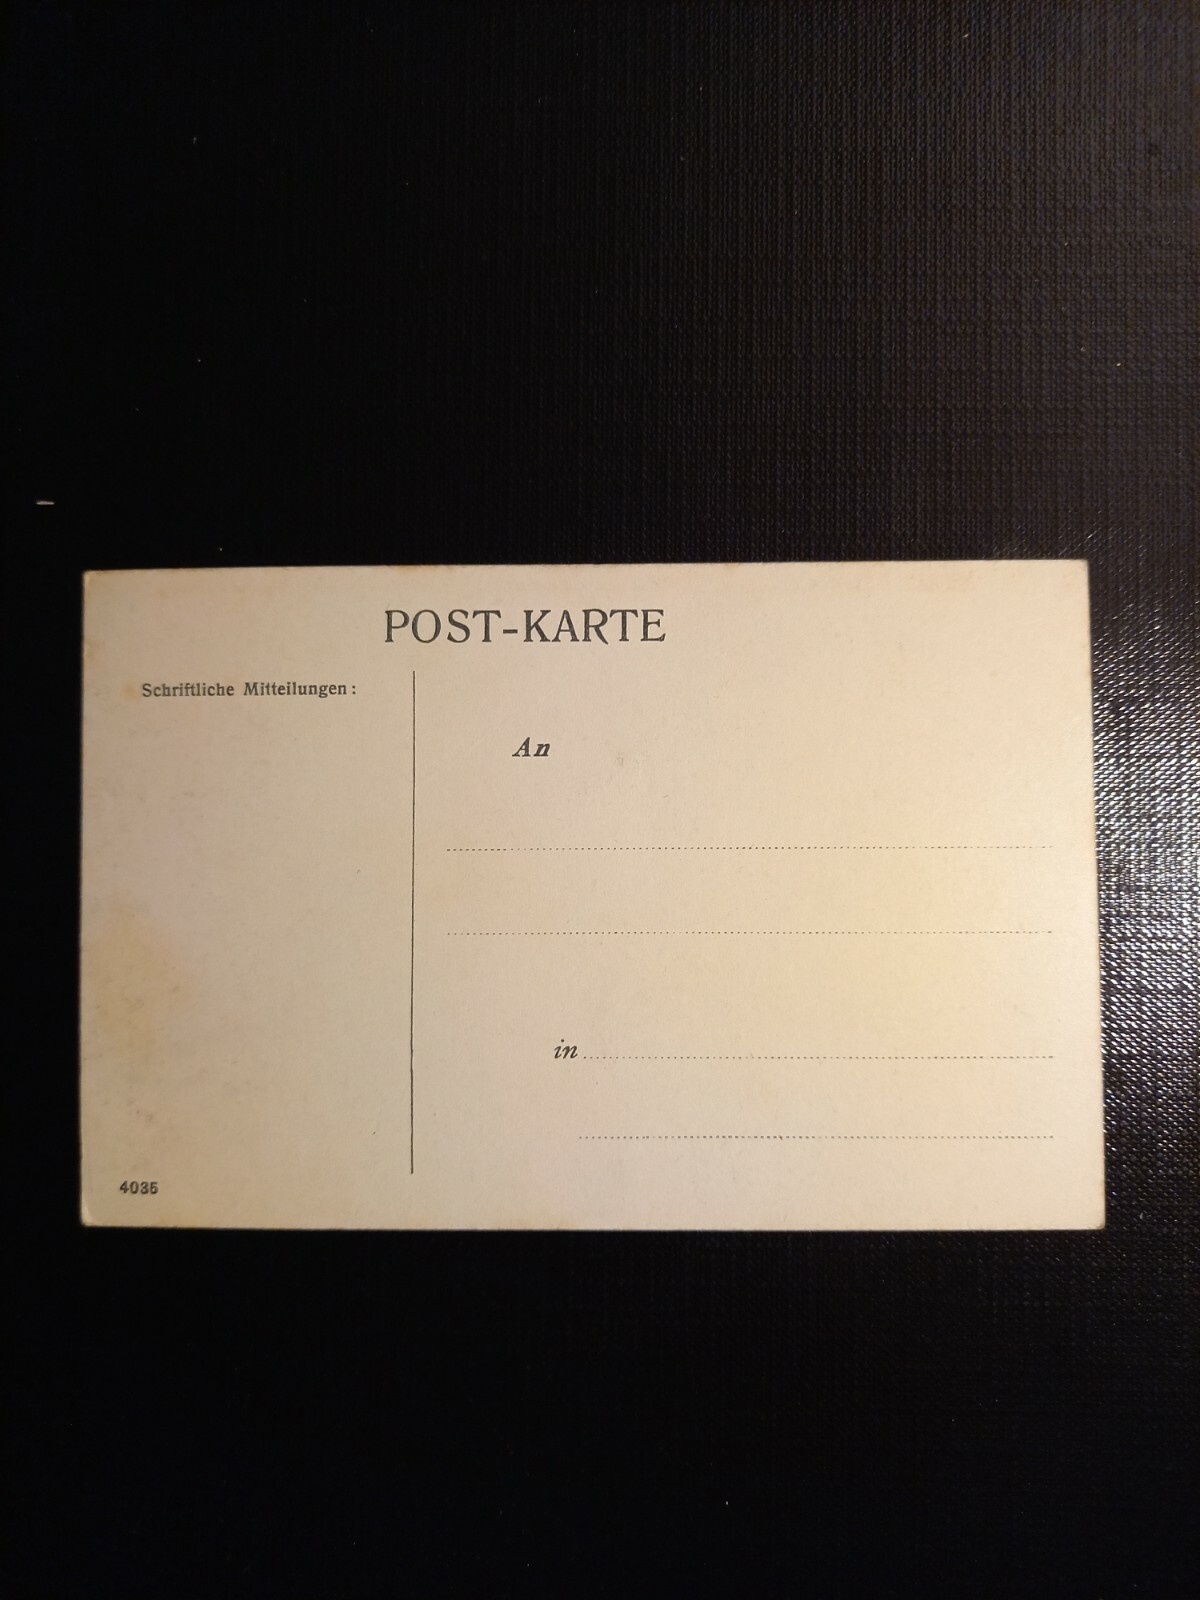 POST-KARTE
Schriftliche Mitteilungen:
An
in
4035